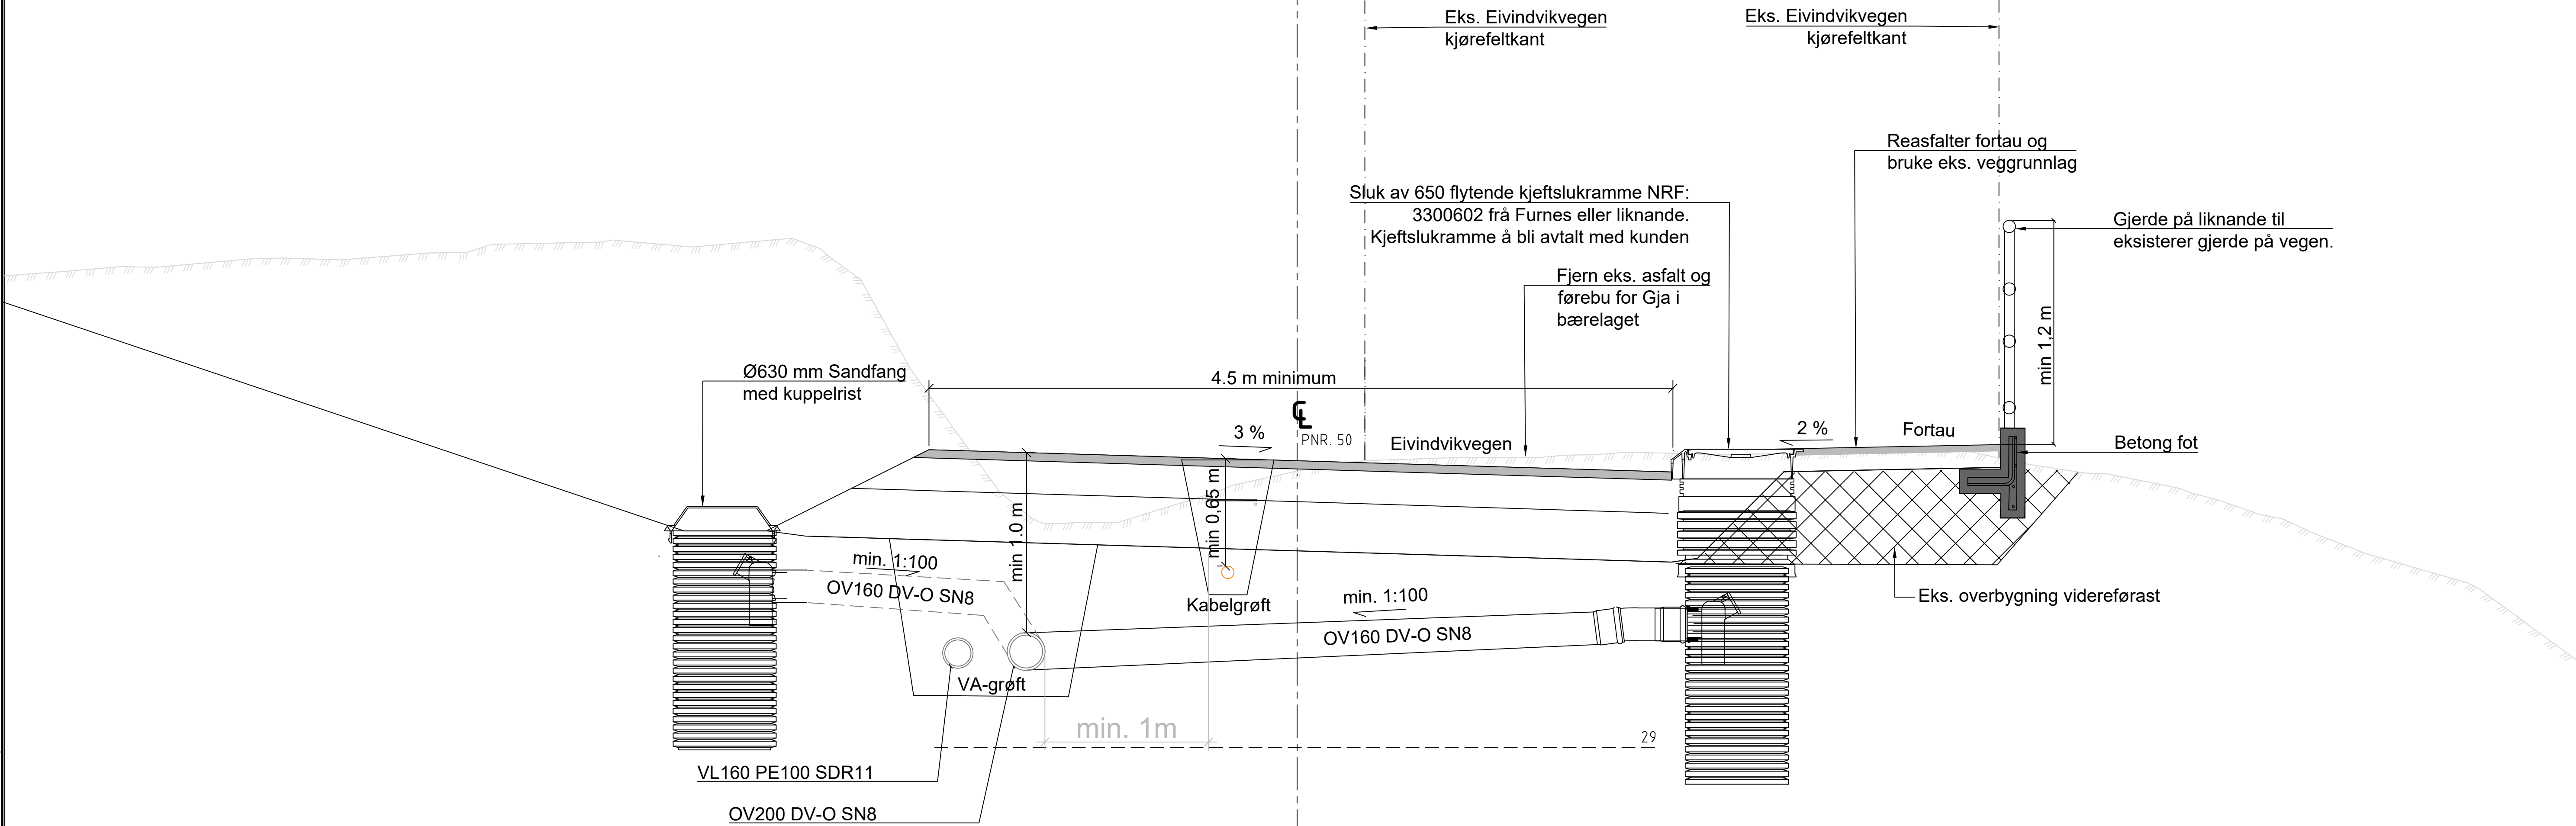 Eks. Eivindvikvegen
kjørefeltkant
Eks. Eivindvikvegen
kjørefeltkant
Reasfalter fortau og
bruke eks. veggrunnlag
Sluk av 650 flytende kjeftslukramme NRF:
3300602 frå Furnes eller liknande.
Kjeftslukramme å bli avtalt med kunden
Gjerde på liknande til
eksisterer gjerde på vegen.
Fjern eks. asfalt og
førebu for Gja i
bærelaget
min 1,2 m
Ø630 mm Sandfang
med kuppelrist
4.5 m minimum
CL
3 %
PNR. 50
Eivindvikvegen
2 %
Fortau
Betong fot
min 1.0 m
min 0,65 m
min. 1:100
OV160 DV-O SN8
Kabelgrøft
min. 1:100
OV160 DV-O SN8
Eks. overbygning videreførast
VA-grøft
min. 1m
29
VL160 PE100 SDR11
OV200 DV-O SN8